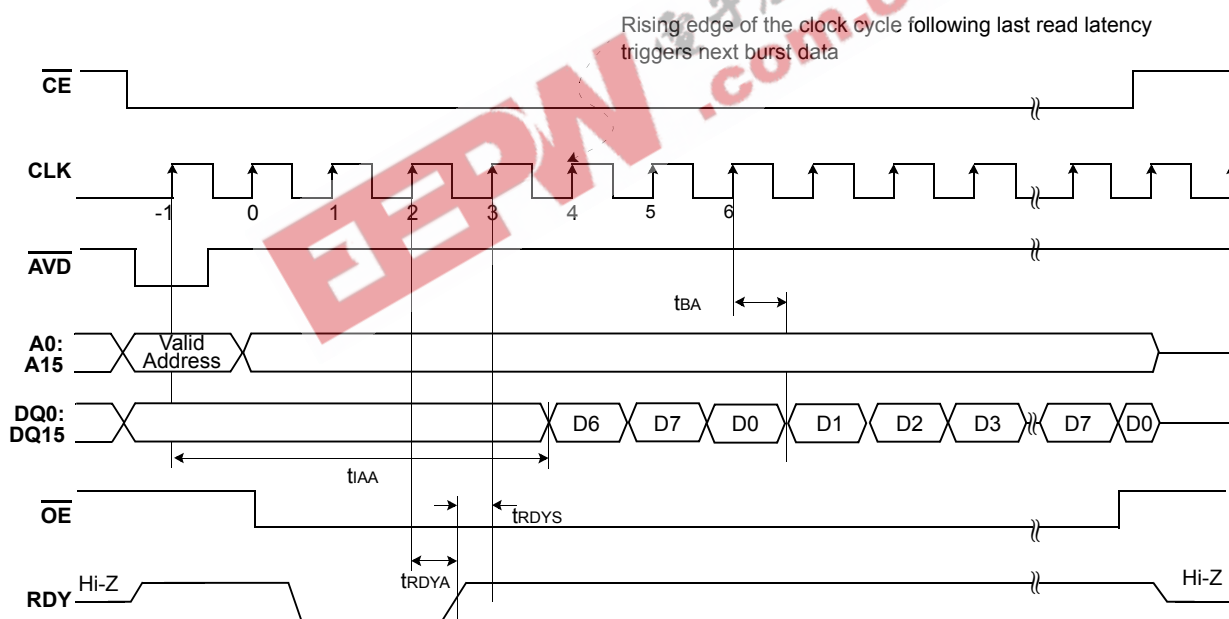 Rising edge of the clock cycle following last read latency
triggers next burst data
CE
CLK
-1 0 1 2 3 4 5 6
AVD
tBA
A0:
A15
Valid
Address
DQ0:
DQ15
D6 D7 D0 D1 D2 D3 D7 D0
tIAA
OE
tRDYS
tRDYA
Hi-Z
RDY
Hi-Z
EEPW
.com.c